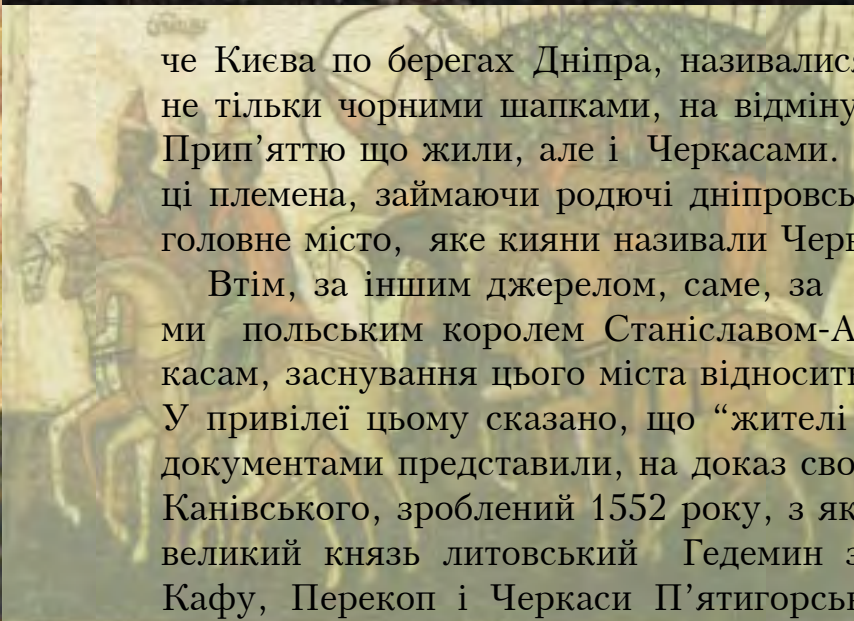 че Києва по берегах Дніпра, називалис
не тільки чорними шапками, на відміну
Прип’яттю що жили, але і Черкасами.
ці племена, займаючи родючі дніпровсь
головне місто, яке кияни називали Черк
Втім, за іншим джерелом, саме, за
ми польським королем Станіславом-А
касам, заснування цього міста відносить
У привілеї цьому сказано, що “жителі
документами представили, на доказ сво
Канівського, зроблений 1552 року, з як
великий князь литовський Гедемин з
Кафу, Перекоп і Черкаси П’ятигорськ